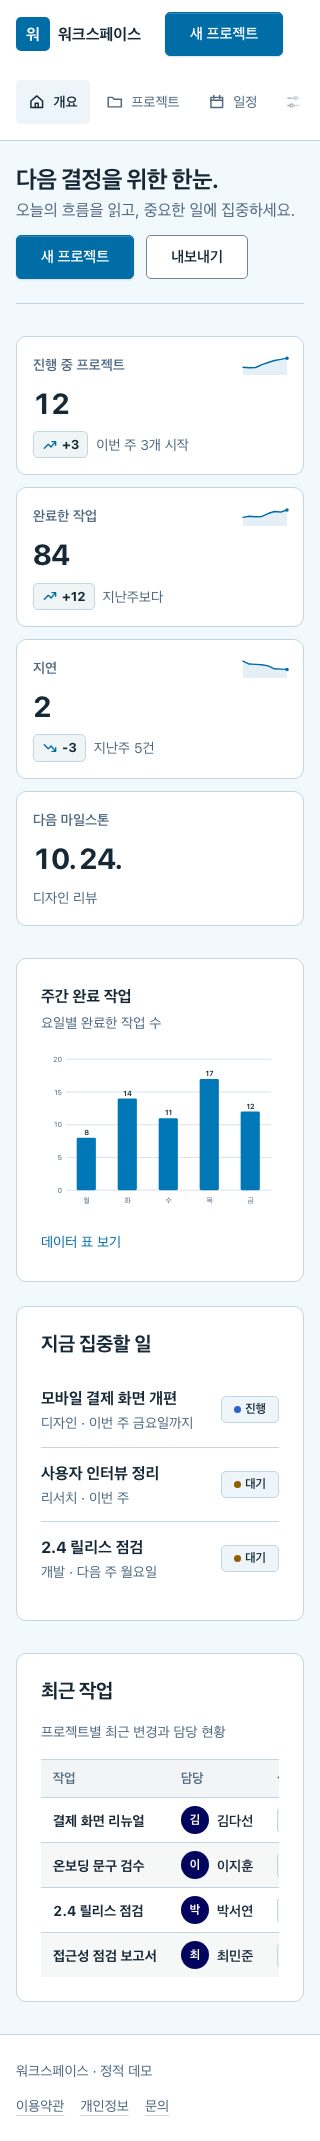 워 워크스페이스 새 프로젝트
개요 프로젝트 일정
다음 결정을 위한 한눈.
오늘의 흐름을 읽고, 중요한 일에 집중하세요.
새 프로젝트 내보내기
진행 중 프로젝트
12
+3 이번 주 3개 시작
완료한 작업
84
+12 지난주보다
지연
2
-3 지난주 5건
다음 마일스톤
10. 24.
디자인 리뷰
주간 완료 작업
요일별 완료한 작업 수
20
15
10
5
0
8
14
11
17
12
월 화 수 목 금
데이터 표 보기
지금 집중할 일
모바일 결제 화면 개편
디자인 · 이번 주 금요일까지
진행
사용자 인터뷰 정리
리서치 · 이번 주
대기
2.4 릴리스 점검
개발 · 다음 주 월요일
대기
최근 작업
프로젝트별 최근 변경과 담당 현황
작업 담당
결제 화면 리뉴얼 김 김다선
온보딩 문구 검수 이 이지훈
2.4 릴리스 점검 박 박서연
접근성 점검 보고서 최 최민준
워크스페이스 · 정적 데모
이용약관 개인정보 문의